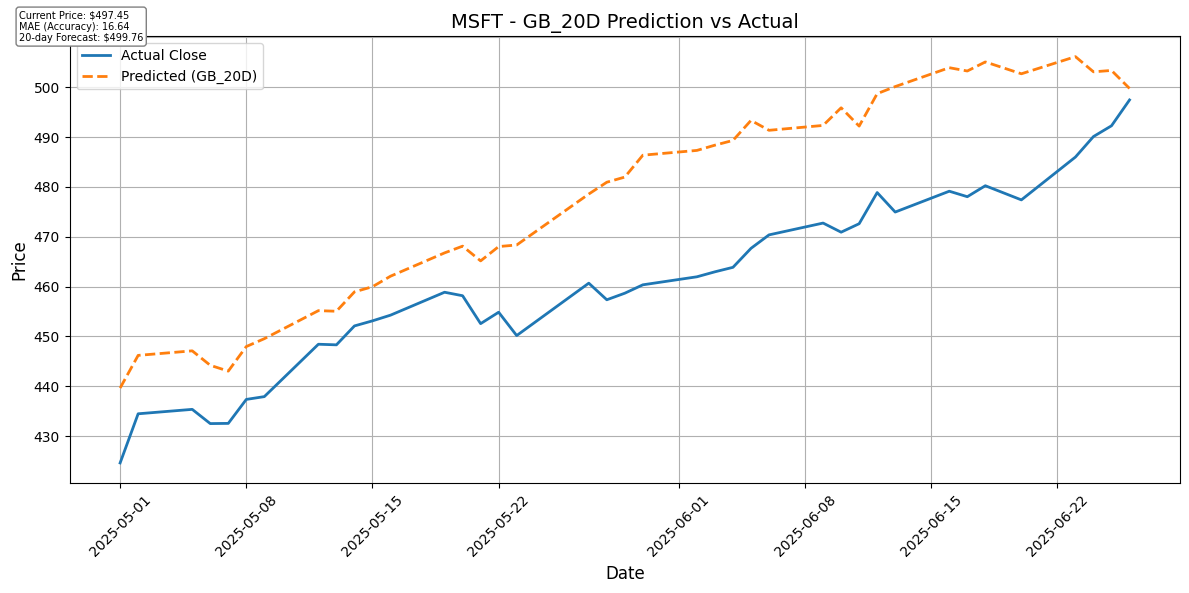 MSFT - GB_20D Prediction vs Actual
Current Price: $497.45
MAE (Accuracy): 16.64
20-day Forecast: $499.76
Actual Close
Predicted (GB_20D)
Price
500
490
480
470
460
450
440
430
2025-05-01
2025-05-08
2025-05-15
2025-05-22
2025-06-01
2025-06-08
2025-06-15
2025-06-22
Date